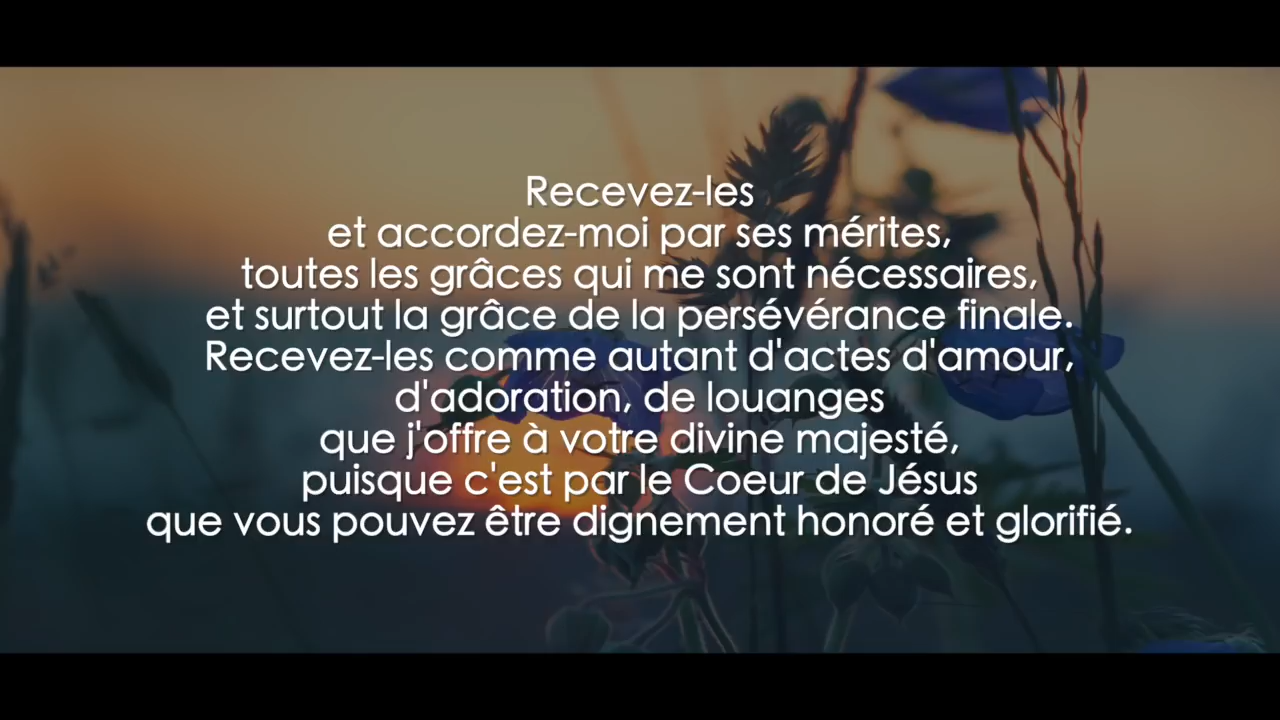 Recevez-les
et accordez-moi par ses mérites,
toutes les grâces qui me sont nécessaires,
et surtout la grâce de la persévérance finale.
Recevez-les comme autant d'actes d'amour,
d'adoration, de louanges
que j'offre à votre divine majesté,
puisque c'est par le Coeur de Jésus
que vous pouvez être dignement honoré et glorifié.